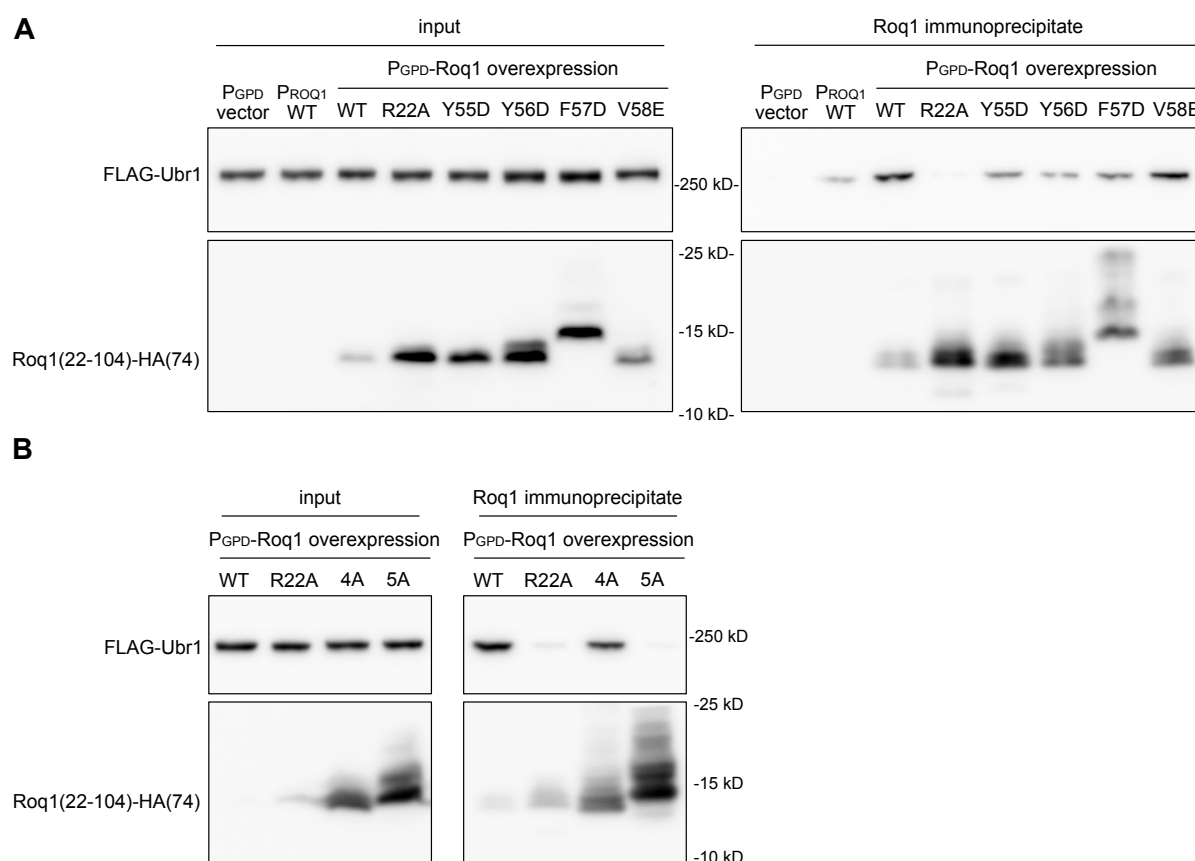 A
input
Roq1 immunoprecipitate
PGPD-Roq1 overexpression
PGPD-Roq1 overexpression
PGPD vector
PROQ1 WT
WT R22A Y55D Y56D F57D V58E
PGPD vector
PROQ1 WT
WT R22A Y55D Y56D F57D V58E
FLAG-Ubr1
-250 kD-
-25 kD-
-15 kD-
Roq1(22-104)-HA(74)
-10 kD-
B
input
Roq1 immunoprecipitate
PGPD-Roq1 overexpression
PGPD-Roq1 overexpression
WT R22A 4A 5A
WT R22A 4A 5A
FLAG-Ubr1
-250 kD
-25 kD
-15 kD
Roq1(22-104)-HA(74)
-10 kD